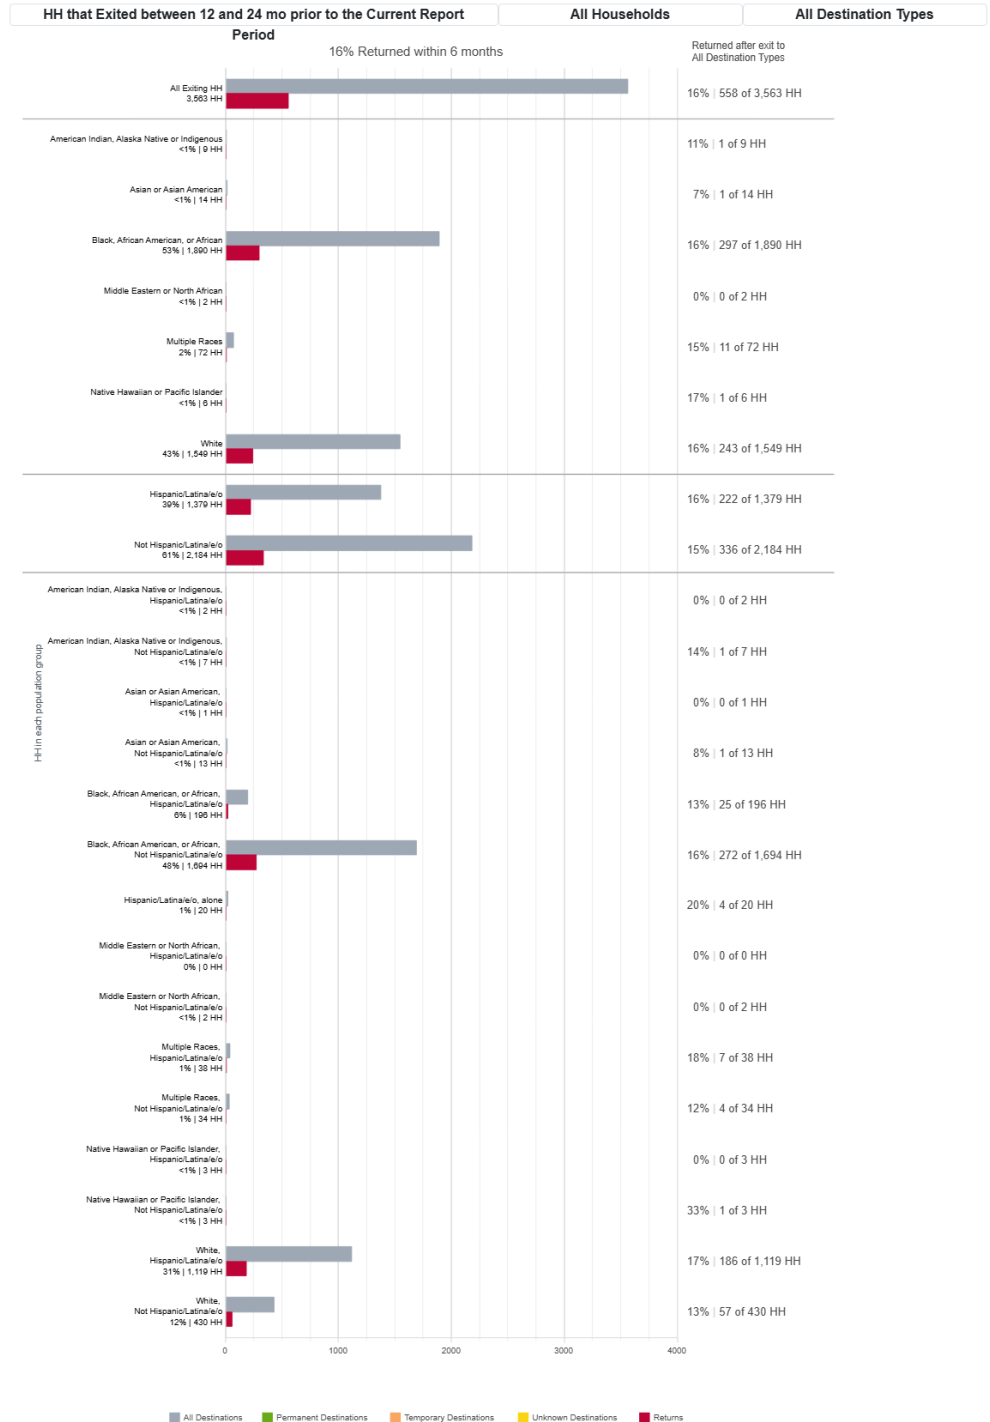 HH that Exited between 12 and 24 mo prior to the Current Report Period
All Households
All Destination Types
16% Returned within 6 months
Returned after exit to
All Destination Types
All Exiting HH
3,563 HH
16% | 558 of 3,563 HH
American Indian, Alaska Native or Indigenous
<1% | 9 HH
11% | 1 of 9 HH
Asian or Asian American
<1% | 14 HH
7% | 1 of 14 HH
Black, African American, or African
53% | 1,890 HH
16% | 297 of 1,890 HH
Middle Eastern or North African
<1% | 2 HH
0% | 0 of 2 HH
Multiple Races
2% | 72 HH
15% | 11 of 72 HH
Native Hawaiian or Pacific Islander
<1% | 6 HH
17% | 1 of 6 HH
White
43% | 1,549 HH
16% | 243 of 1,549 HH
Hispanic/Latina/e/o
39% | 1,379 HH
16% | 222 of 1,379 HH
Not Hispanic/Latina/e/o
61% | 2,184 HH
15% | 336 of 2,184 HH
HH in each population group
American Indian, Alaska Native or Indigenous,
Hispanic/Latina/e/o
<1% | 2 HH
0% | 0 of 2 HH
American Indian, Alaska Native or Indigenous,
Not Hispanic/Latina/e/o
<1% | 7 HH
14% | 1 of 7 HH
Asian or Asian American,
Hispanic/Latina/e/o
<1% | 1 HH
0% | 0 of 1 HH
Asian or Asian American,
Not Hispanic/Latina/e/o
<1% | 13 HH
8% | 1 of 13 HH
Black, African American, or African,
Hispanic/Latina/e/o
6% | 196 HH
13% | 25 of 196 HH
Black, African American, or African,
Not Hispanic/Latina/e/o
48% | 1,694 HH
16% | 272 of 1,694 HH
Hispanic/Latina/e/o, alone
1% | 20 HH
20% | 4 of 20 HH
Middle Eastern or North African,
Hispanic/Latina/e/o
0% | 0 HH
0% | 0 of 0 HH
Middle Eastern or North African,
Not Hispanic/Latina/e/o
<1% | 2 HH
0% | 0 of 2 HH
Multiple Races,
Hispanic/Latina/e/o
1% | 38 HH
18% | 7 of 38 HH
Multiple Races,
Not Hispanic/Latina/e/o
1% | 34 HH
12% | 4 of 34 HH
Native Hawaiian or Pacific Islander,
Hispanic/Latina/e/o
<1% | 3 HH
0% | 0 of 3 HH
Native Hawaiian or Pacific Islander,
Not Hispanic/Latina/e/o
<1% | 3 HH
33% | 1 of 3 HH
White,
Hispanic/Latina/e/o
31% | 1,119 HH
17% | 186 of 1,119 HH
White,
Not Hispanic/Latina/e/o
12% | 430 HH
13% | 57 of 430 HH
0 1000 2000 3000 4000
All Destinations Permanent Destinations Temporary Destinations Unknown Destinations Returns